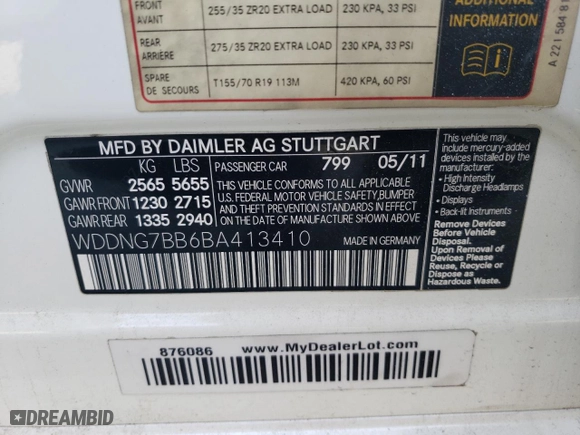 FRONT
AVANT
255/35 ZR20 EXTRA LOAD
230 KPA, 33 PSI
REAR
ARRIÈRE
275/35 ZR20 EXTRA LOAD
230 KPA, 33 PSI
SPARE
DE SECOURS
T155/70 R19 113M
420 KPA, 60 PSI
ADDITIONAL
INFORMATION
A 221 584 81
MFD BY DAIMLER AG STUTTGART
KG LBS
PASSENGER CAR 799 05/11
GVWR 2565 5655
GAWR FRONT 1230 2715
GAWR REAR 1335 2940
THIS VEHICLE CONFORMS TO ALL APPLICABLE
U.S. FEDERAL MOTOR VEHICLE SAFETY, BUMPER
AND THEFT PREVENTION STANDARDS IN EFFECT
ON THE DATE OF MANUFACTURE SHOWN ABOVE.
WDDNG7BB6BA413410
MADE IN GERMANY
This vehicle may
include mercury-added
devices installed by the
manufacturer:
• High Intensity
Discharge Headlamps
• Displays
• Back-lit Instruments
Remove Devices
Before Vehicle
Disposal.
Upon Removal of
Devices Please
Reuse, Recycle or
Dispose as
Hazardous Waste.
876086 www.MyDealerLot.com
DREAMBID